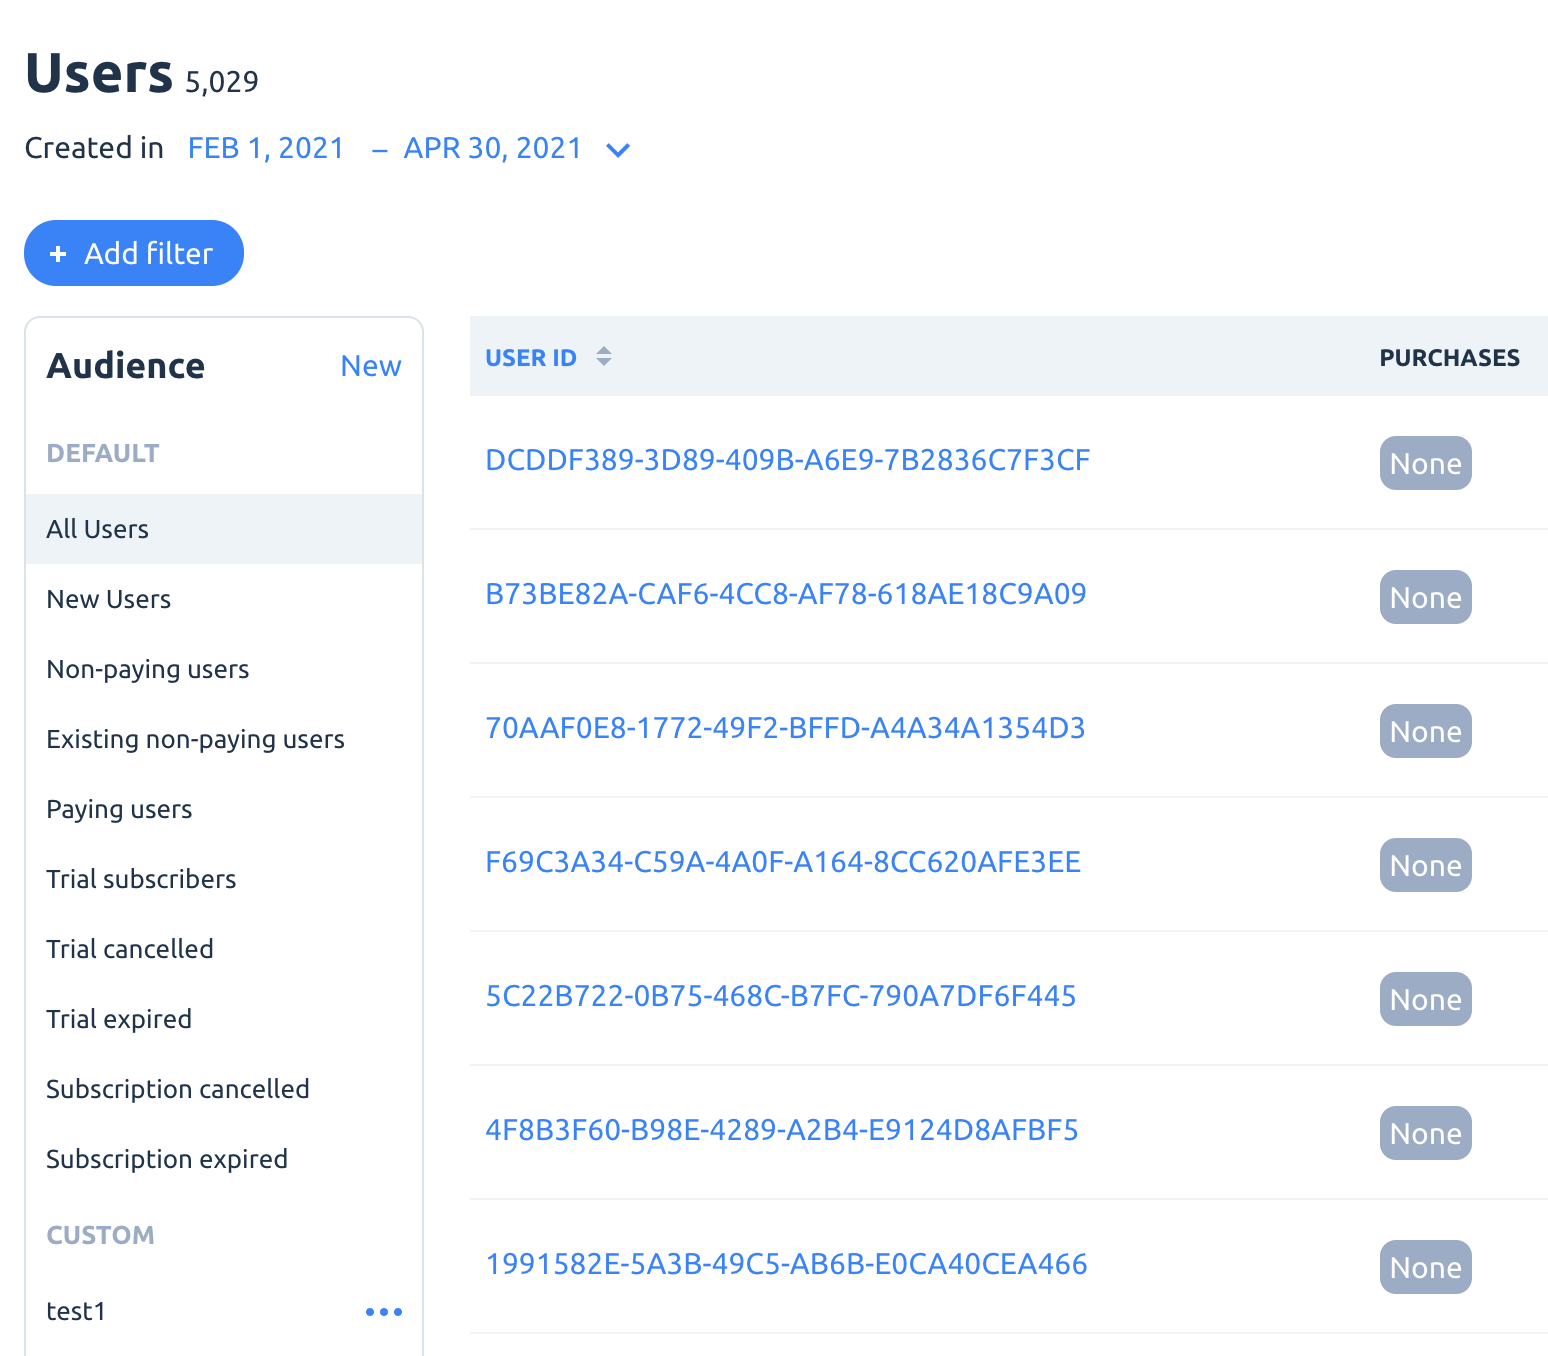 Users 5,029
Created in FEB 1, 2021 – APR 30, 2021
+ Add filter
Audience New
DEFAULT
All Users
New Users
Non-paying users
Existing non-paying users
Paying users
Trial subscribers
Trial cancelled
Trial expired
Subscription cancelled
Subscription expired
CUSTOM
test1
USER ID PURCHASES
DCDDF389-3D89-409B-A6E9-7B2836C7F3CF None
B73BE82A-CAF6-4CC8-AF78-618AE18C9A09 None
70AAF0E8-1772-49F2-BFFD-A4A34A1354D3 None
F69C3A34-C59A-4A0F-A164-8CC620AFE3EE None
5C22B722-0B75-468C-B7FC-790A7DF6F445 None
4F8B3F60-B98E-4289-A2B4-E9124D8AFBF5 None
1991582E-5A3B-49C5-AB6B-E0CA40CEA466 None